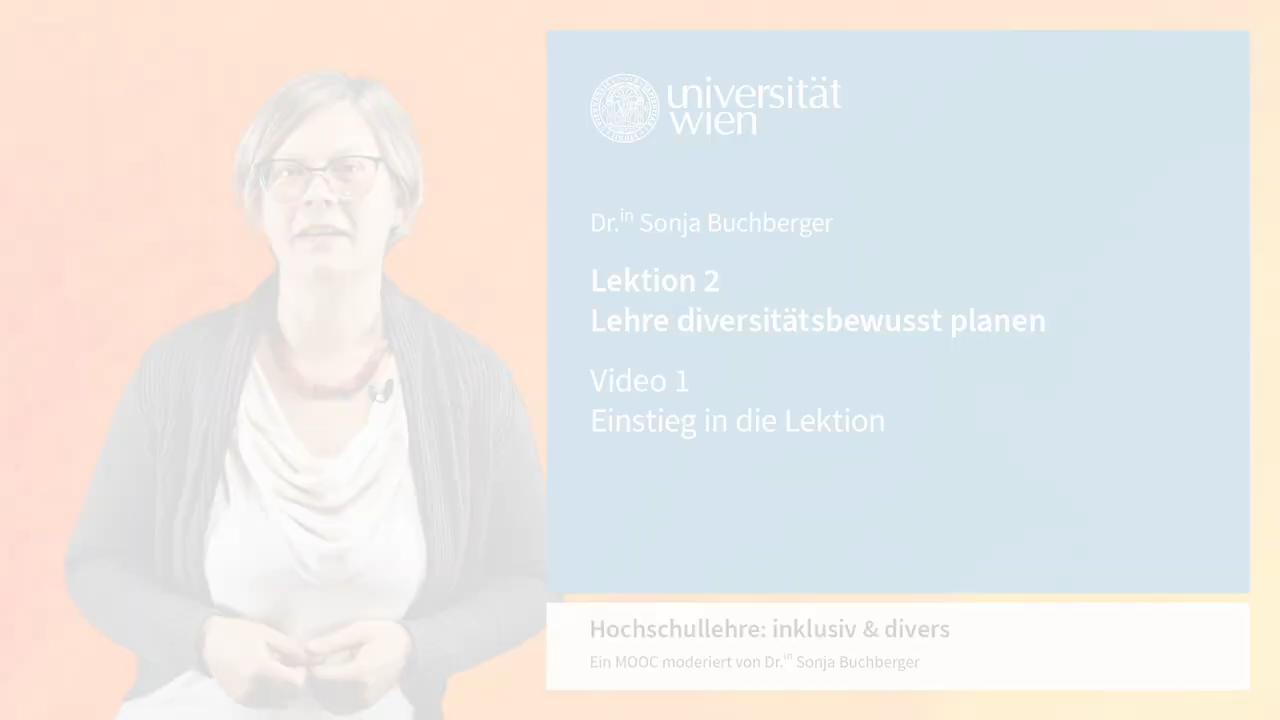 universität
wien
Dr.in Sonja Buchberger
Lektion 2
Lehre diversitätsbewusst planen
Video 1
Einstieg in die Lektion
Hochschullehre: inklusiv & divers
Ein MOOC moderiert von Dr.in Sonja Buchberger